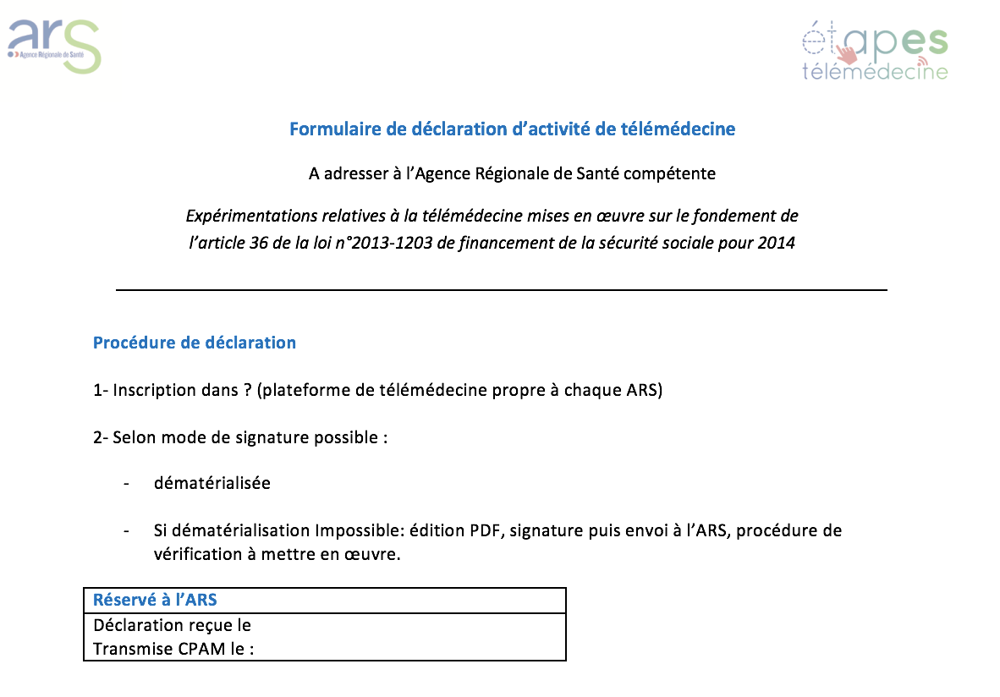 ars
Agence Régionale de Santé
étapes
télémédecine
Formulaire de déclaration d’activité de télémédecine
A adresser à l’Agence Régionale de Santé compétente
Expérimentations relatives à la télémédecine mises en œuvre sur le fondement de
l’article 36 de la loi n°2013-1203 de financement de la sécurité sociale pour 2014
Procédure de déclaration
1- Inscription dans ? (plateforme de télémédecine propre à chaque ARS)
2- Selon mode de signature possible :
- dématérialisée
- Si dématérialisation Impossible: édition PDF, signature puis envoi à l’ARS, procédure de
vérification à mettre en œuvre.
Réservé à l’ARS
Déclaration reçue le
Transmise CPAM le :